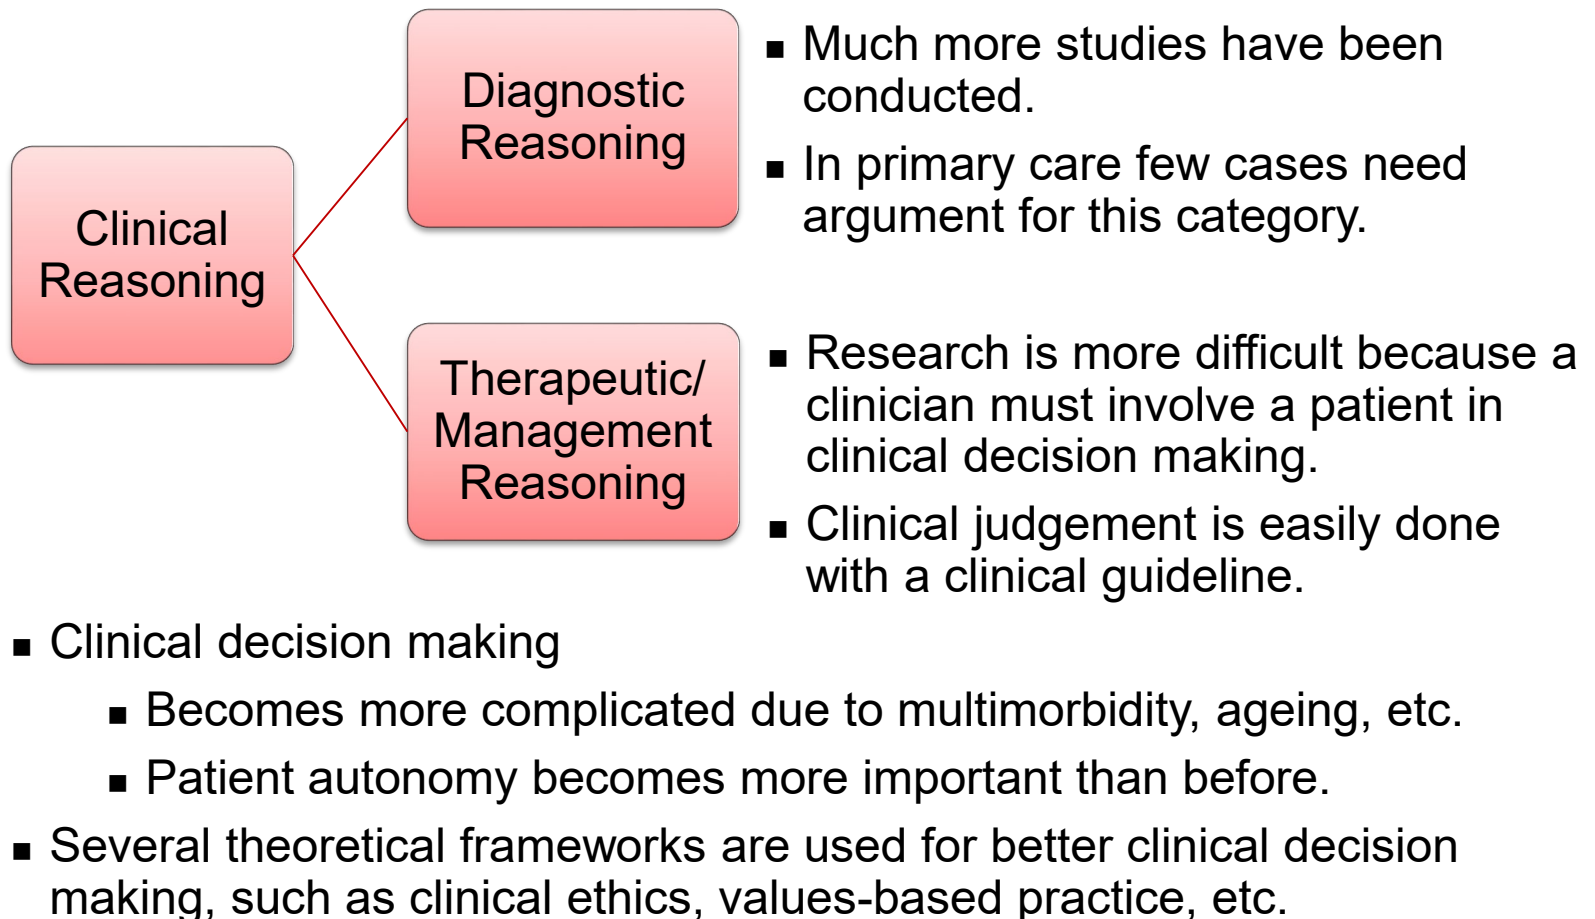 Clinical
Reasoning
Diagnostic
Reasoning
■ Much more studies have been
conducted.
■ In primary care few cases need
argument for this category.
Therapeutic/
Management
Reasoning
■ Research is more difficult because a
clinician must involve a patient in
clinical decision making.
■ Clinical judgement is easily done
with a clinical guideline.
■ Clinical decision making
■ Becomes more complicated due to multimorbidity, ageing, etc.
■ Patient autonomy becomes more important than before.
■ Several theoretical frameworks are used for better clinical decision
making, such as clinical ethics, values-based practice, etc.